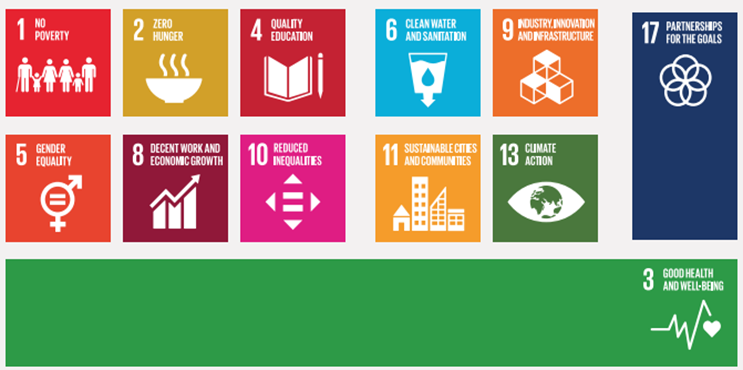 1 NO
POVERTY
2 ZERO
HUNGER
4 QUALITY
EDUCATION
6 CLEAN WATER
AND SANITATION
9 INDUSTRY, INNOVATION
AND INFRASTRUCTURE
17 PARTNERSHIPS
FOR THE GOALS
5 GENDER
EQUALITY
8 DECENT WORK AND
ECONOMIC GROWTH
10 REDUCED
INEQUALITIES
11 SUSTAINABLE CITIES
AND COMMUNITIES
13 CLIMATE
ACTION
3 GOOD HEALTH
AND WELL-BEING